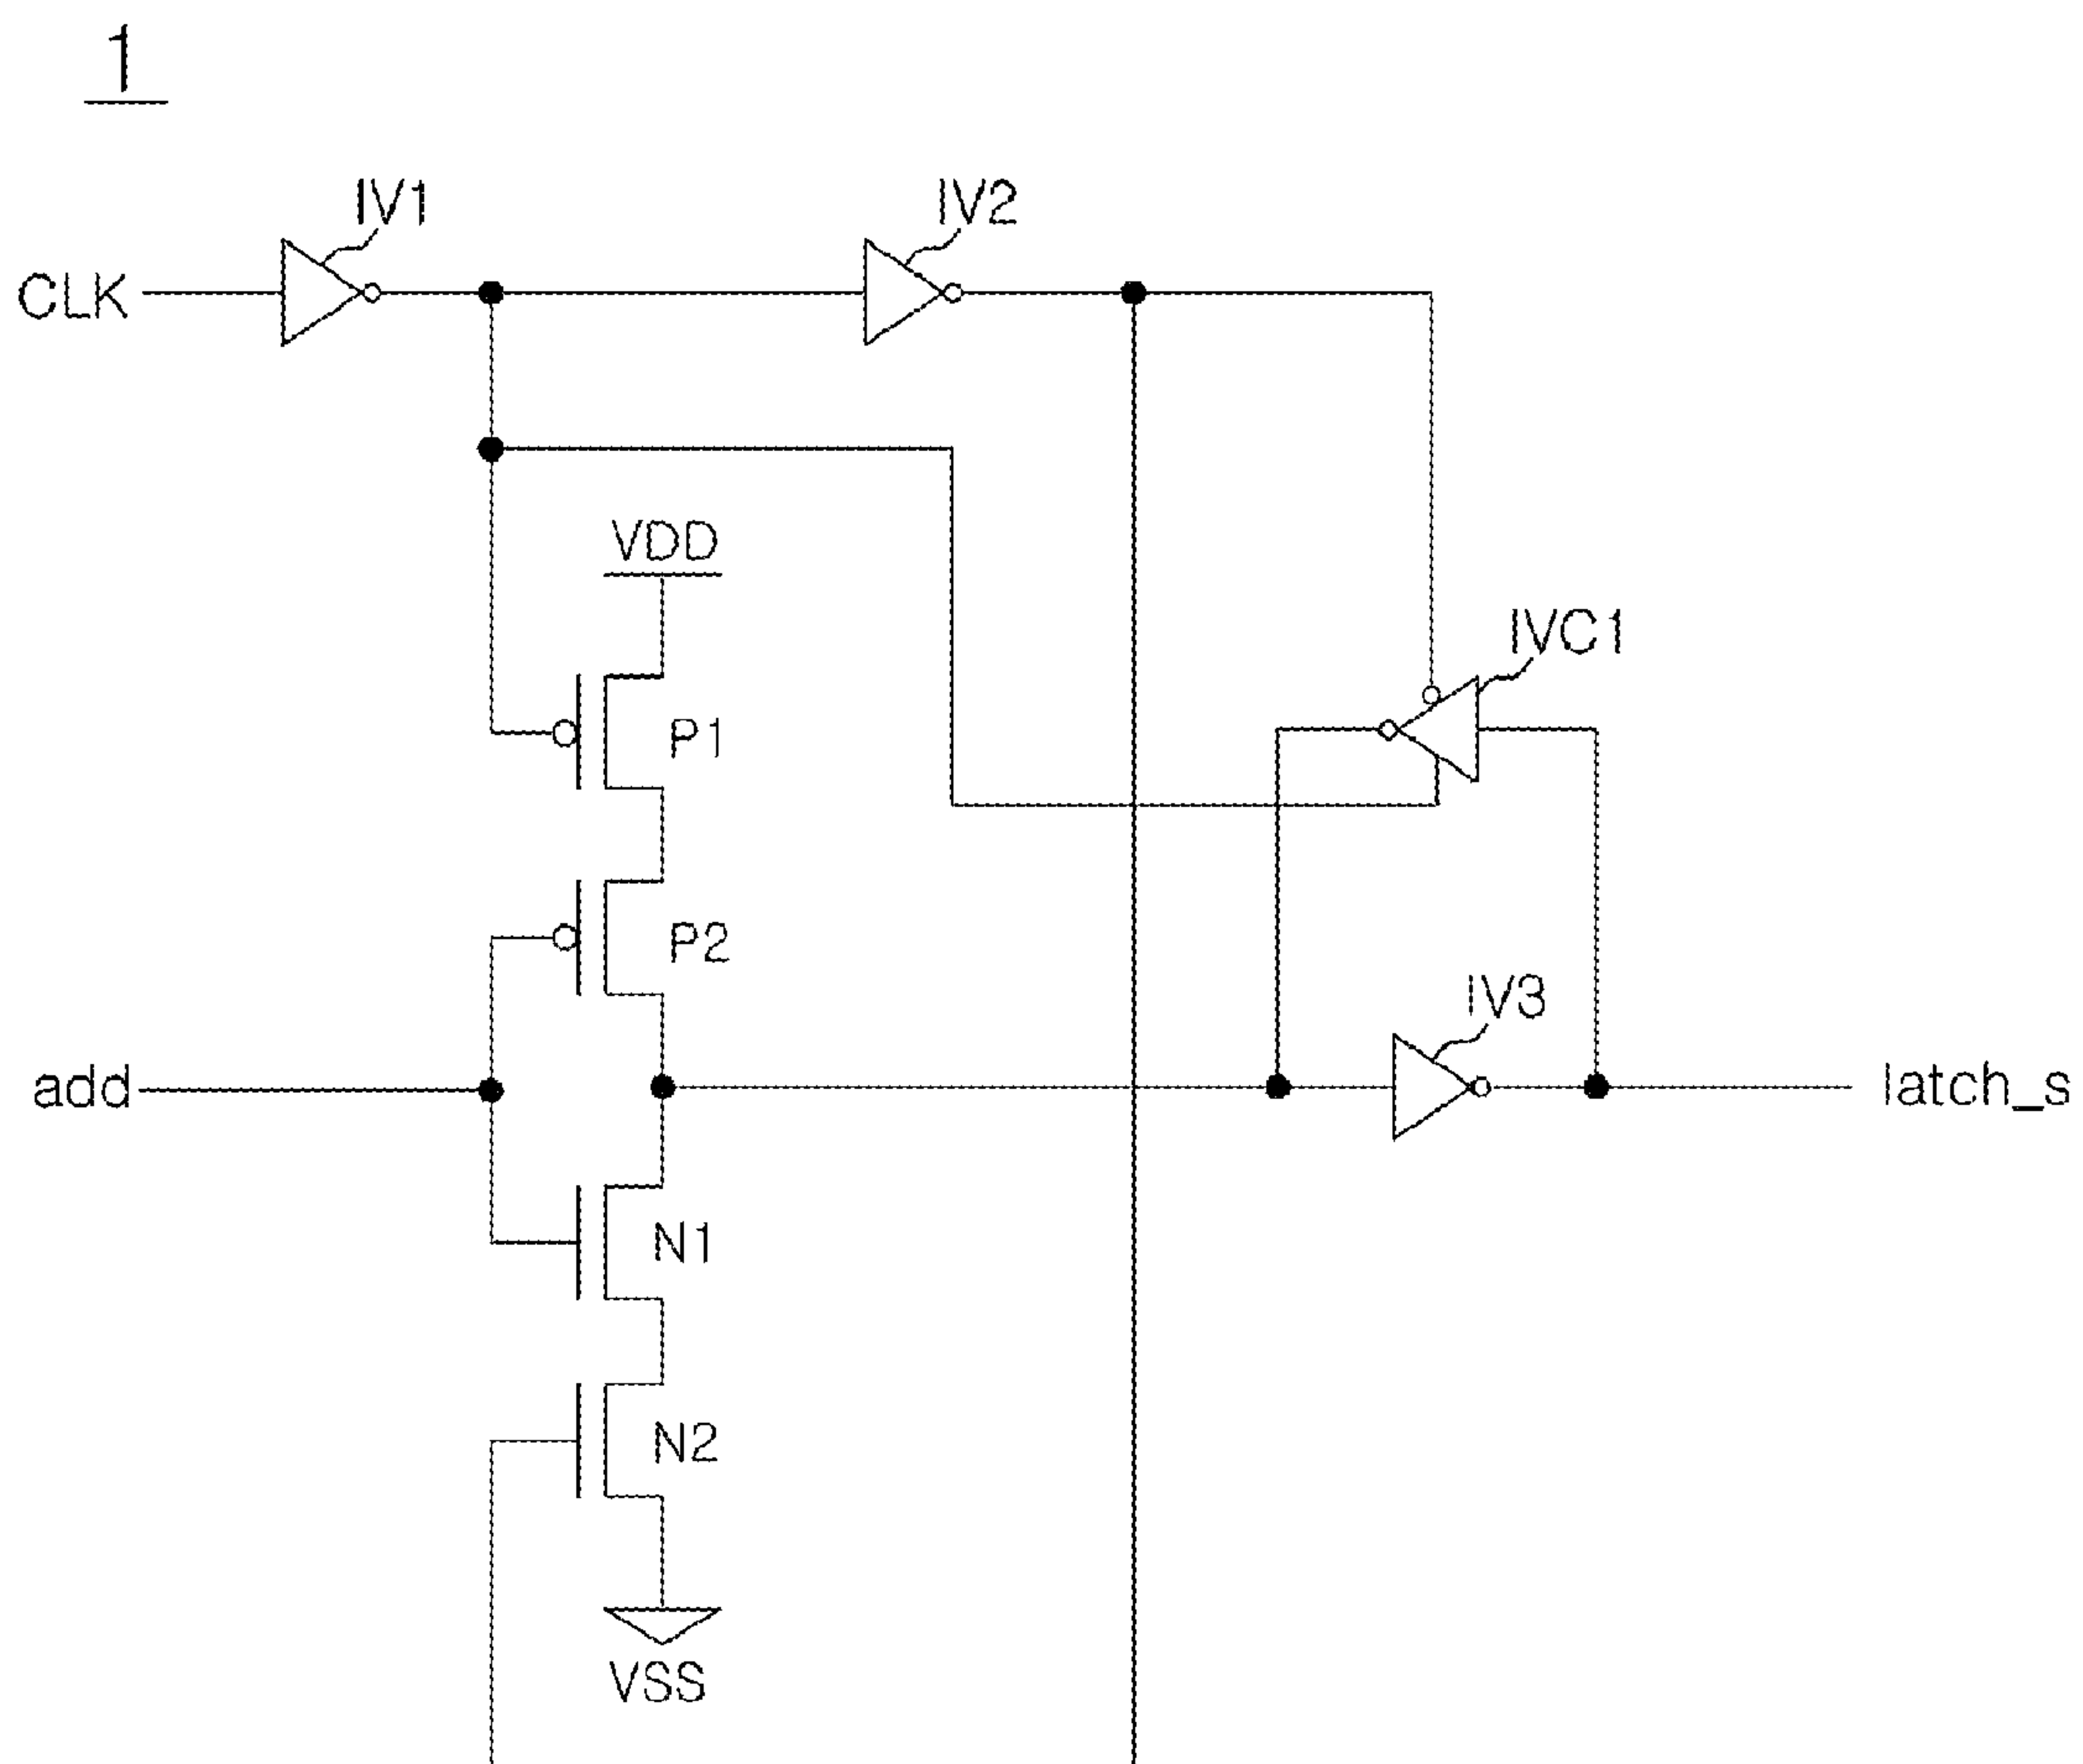 1
IV1
IV2
CLK
VDD
IVC1
P1
P2
IV3
add
latch_s
N1
N2
VSS